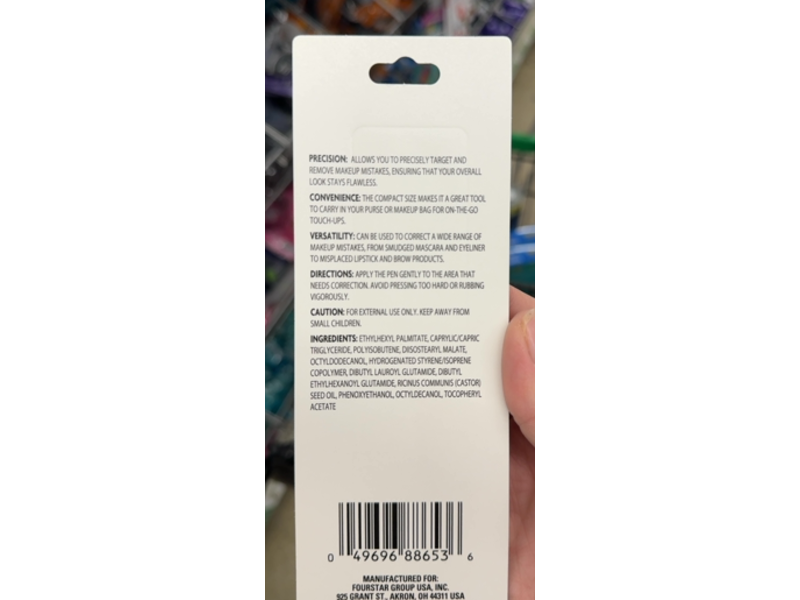 PRECISION: ALLOWS YOU TO PRECISELY TARGET AND
REMOVE MAKEUP MISTAKES, ENSURING THAT YOUR OVERALL
LOOK STAYS FLAWLESS.
CONVENIENCE: THE COMPACT SIZE MAKES IT A GREAT TOOL
TO CARRY IN YOUR PURSE OR MAKEUP BAG FOR ON-THE-GO
TOUCH-UPS.
VERSATILITY: CAN BE USED TO CORRECT A WIDE RANGE OF
MAKEUP MISTAKES, FROM SMUDGED MASCARA AND EYELINER
TO MISPLACED LIPSTICK AND BROW PRODUCTS.
DIRECTIONS: APPLY THE PEN GENTLY TO THE AREA THAT
NEEDS CORRECTION. AVOID PRESSING TOO HARD OR RUBBING
VIGOROUSLY.
CAUTION: FOR EXTERNAL USE ONLY. KEEP AWAY FROM
SMALL CHILDREN.
INGREDIENTS: ETHYLHEXYL PALMITATE, CAPRYLIC/CAPRIC
TRIGLYCERIDE, POLYISOBUTENE, DIISOSTEARYL MALATE,
OCTYLDODECANOL, HYDROGENATED STYRENE/ISOPRENE
COPOLYMER, DIBUTYL LAUROYL GLUTAMIDE, DIBUTYL
ETHYLHEXANOYL GLUTAMIDE, RICINUS COMMUNIS (CASTOR)
SEED OIL, PHENOXYETHANOL, OCTYLDECANOL, TOCOPHERYL
ACETATE
0 49696 88653 6
MANUFACTURED FOR:
FOURSTAR GROUP USA, INC.
925 GRANT ST., AKRON, OH 44311 USA